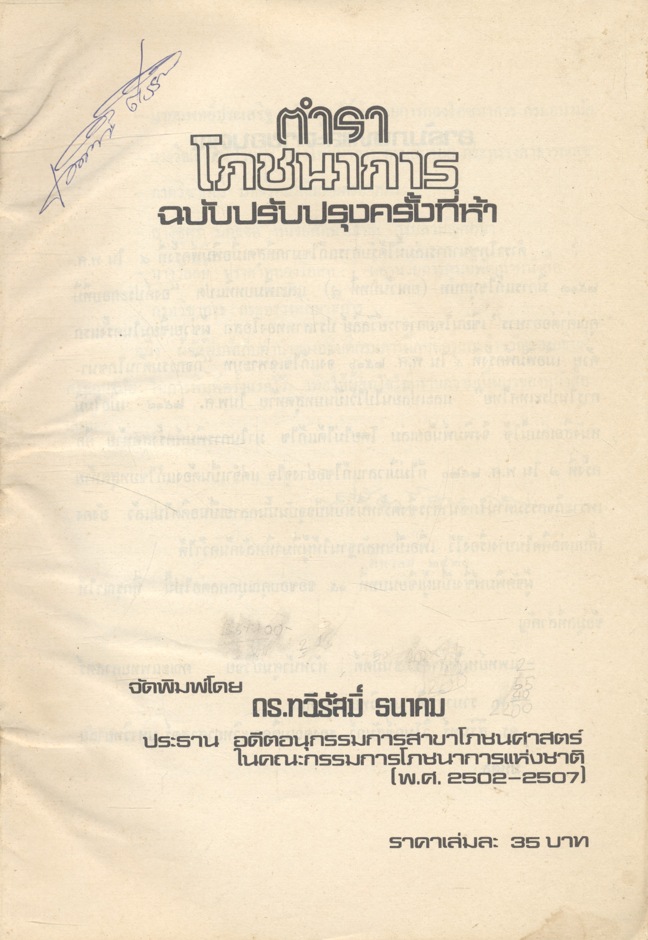 ตำรา
โภชนาการ
ฉบับปรับปรุงครั้งที่ห้า
จัดพิมพ์โดย
ดร.ทวีรัสมิ์ ธนาคม
ประธาน อดีตอนุกรรมการสาขาโภชนศาสตร์
ในคณะกรรมการโภชนาการแห่งชาติ
(พ.ศ. 2502-2507)
ราคาเล่มละ 35 บาท